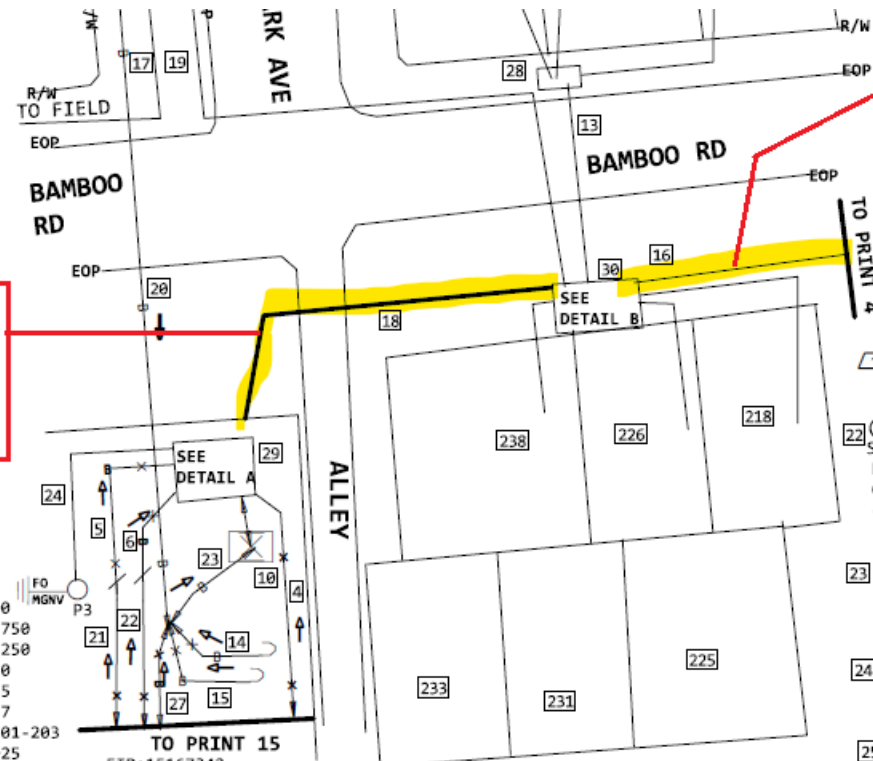 R/W
17
19
RK AVE
28
R/W
EOP
R/W
TO FIELD
EOP
13
BAMBOO RD
EOP
BAMBOO
RD
TO PRINT 4
EOP
20
30
16
SEE
DETAIL B
18
238
226
218
22
SEE
DETAIL A
29
24
ALLEY
5
6
23
10
4
FO
MGNV
P3
23
0
750
250
0
5
7
01-203
25
21
22
14
27
15
233
231
225
24
TO PRINT 15
25